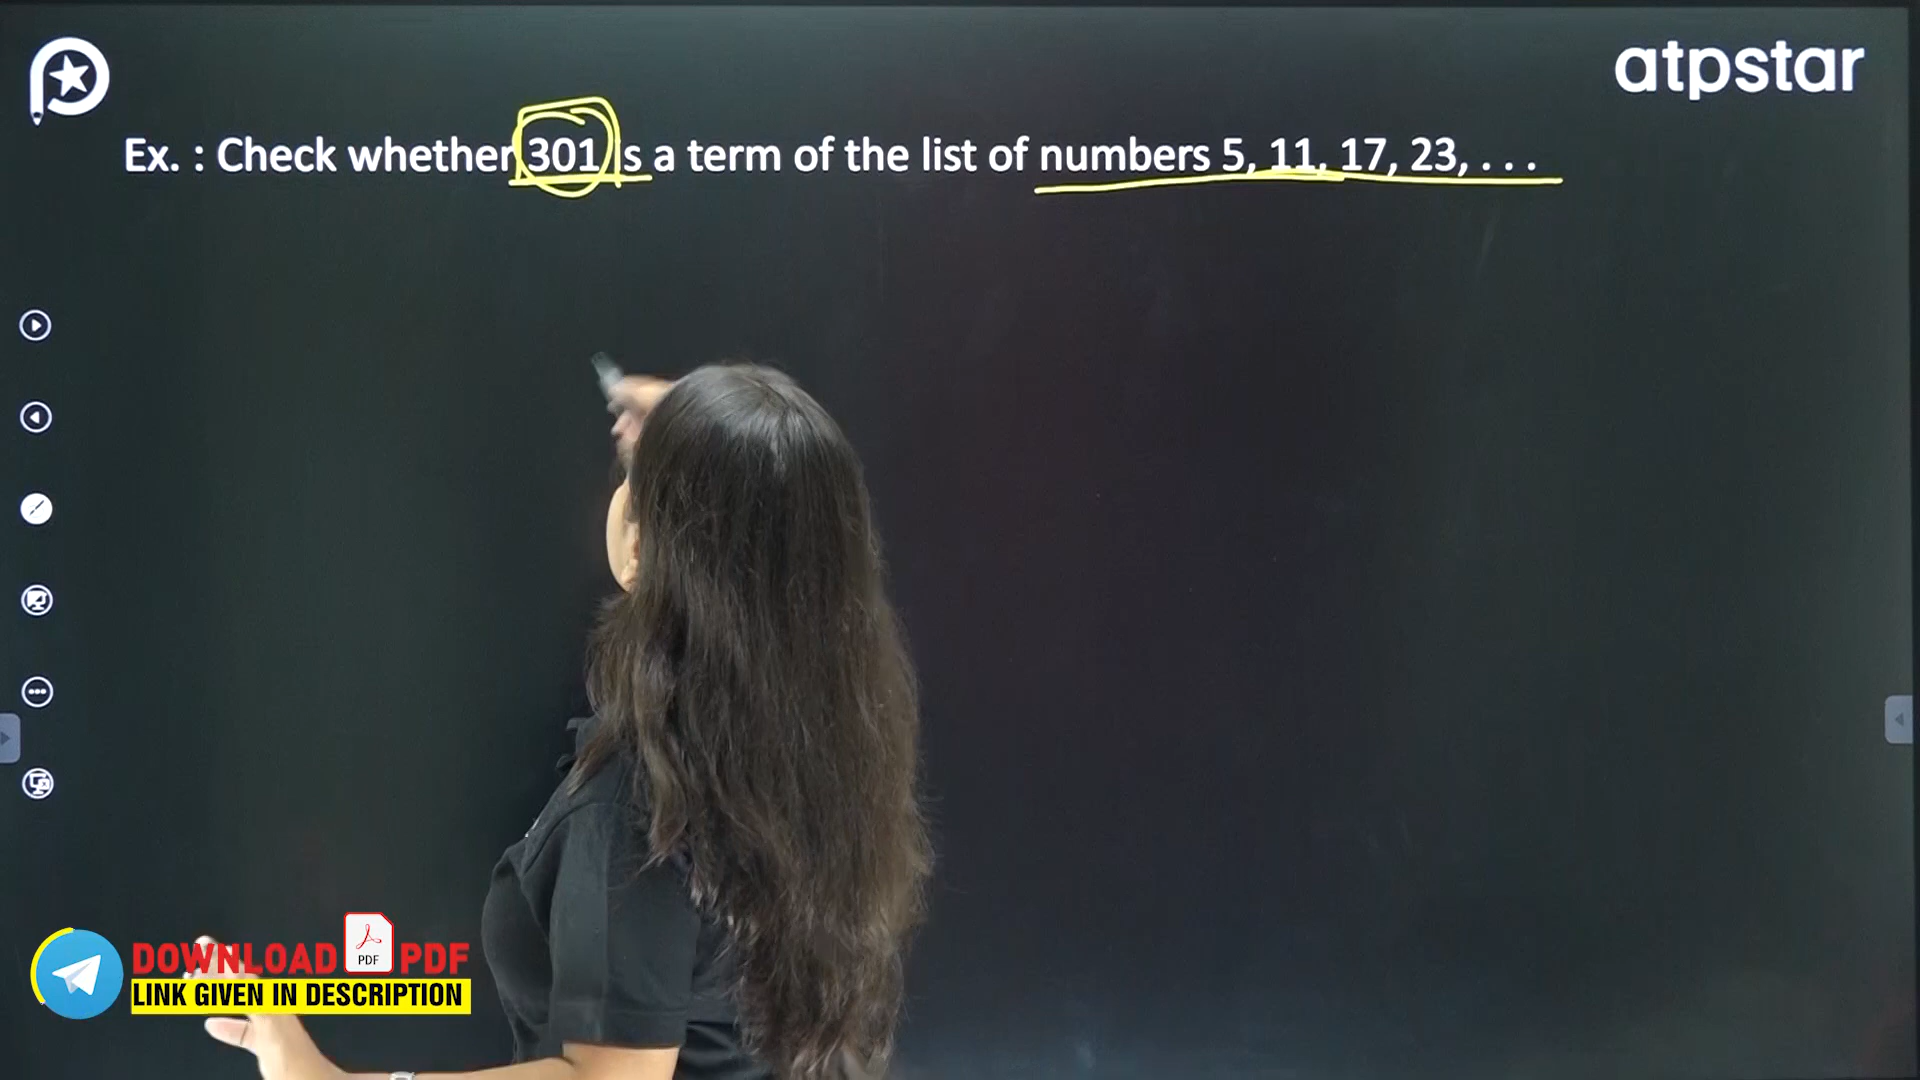 atpstar
Ex. : Check whether 301 is a term of the list of numbers 5, 11, 17, 23, . . .
DOWNLOAD PDF PDF
LINK GIVEN IN DESCRIPTION